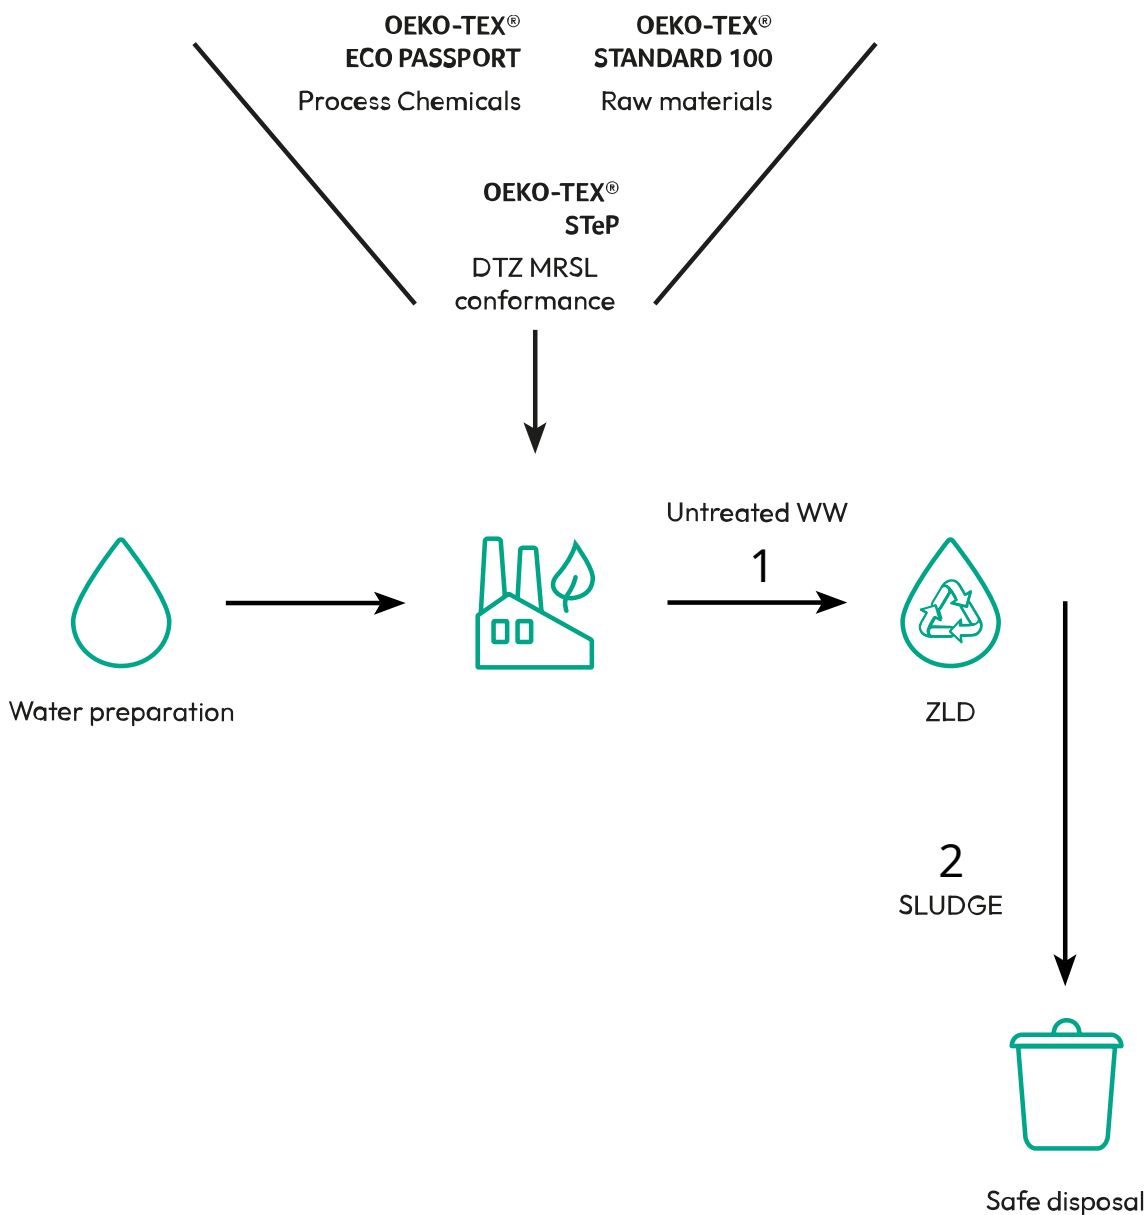 OEKO-TEX®
ECO PASSPORT
Process Chemicals
OEKO-TEX®
STANDARD 100
Raw materials
OEKO-TEX®
STeP
DTZ MRSL
conformance
Untreated WW
1
Water preparation
ZLD
2
SLUDGE
Safe disposal